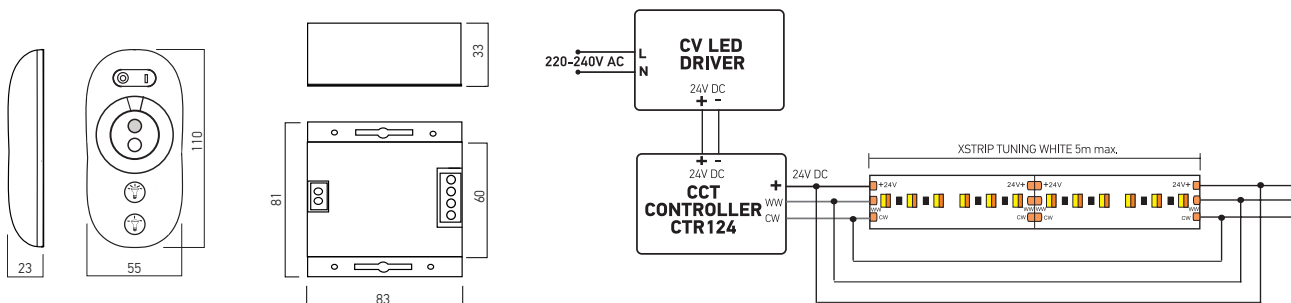 23
55
110
33
81
60
83
220-240V AC
L
N
CV LED
DRIVER
24V DC
+ -
+ -
24V DC
CCT
CONTROLLER
CTR124
+
WW
CW
24V DC
XSTRIP TUNING WHITE 5m max.
+24V
WW
CW
24V+
WW
CW
+24V
WW
CW
24V+
WW
CW